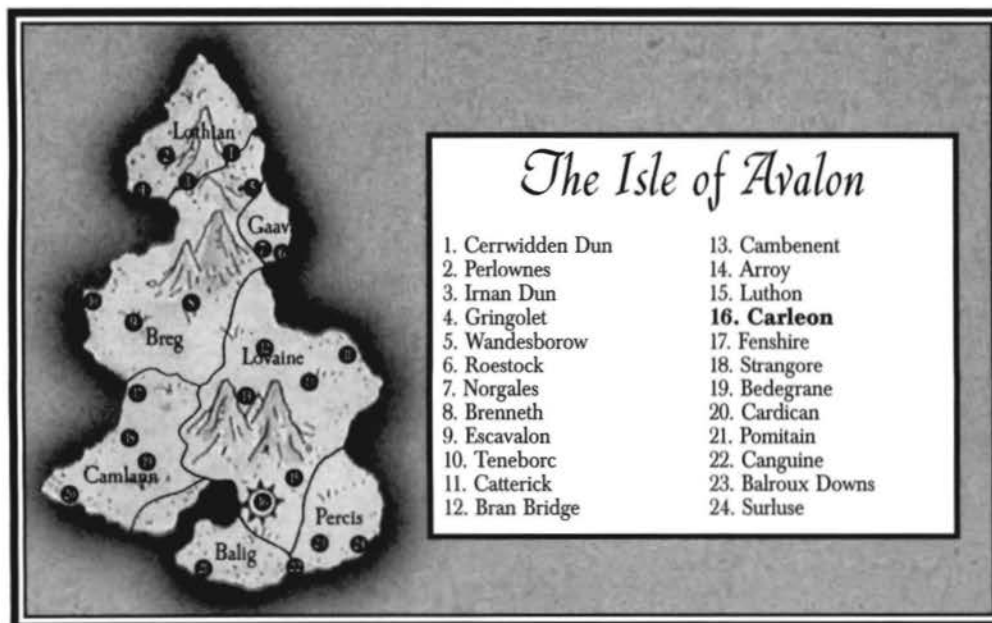 The Isle of Avalon
1. Cerrwidden Dun
2. Perlownes
3. Irnan Dun
4. Gringolet
5. Wandesborow
6. Roestock
7. Norgales
8. Brenneth
9. Escavalon
10. Teneborc
11. Catterick
12. Bran Bridge
13. Cambenent
14. Arroy
15. Luthon
16. Carleon
17. Fenshire
18. Strangore
19. Bedegrane
20. Cardican
21. Pomitain
22. Canguine
23. Balroux Downs
24. Surluse
Lothian
Gaav
Breg
Lovaine
Camlann
Percis
Balig